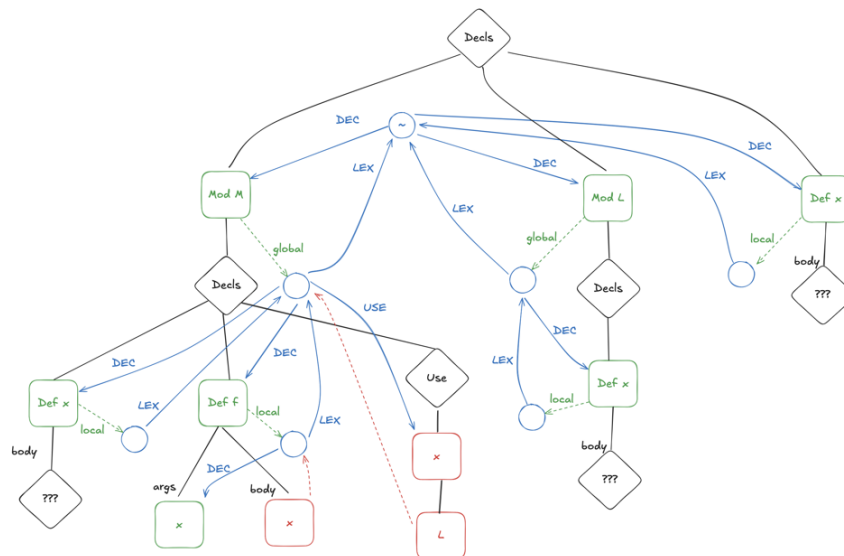 Decls
~
DEC
DEC
DEC
LEX
LEX
LEX
Mod M
Mod L
Def x
global
global
local
body
???
Decls
Decls
USE
DEC
DEC
DEC
LEX
Use
Def x
Def f
Def x
local
LEX
local
LEX
local
body
x
body
???
DEC
args
body
???
x
x
L